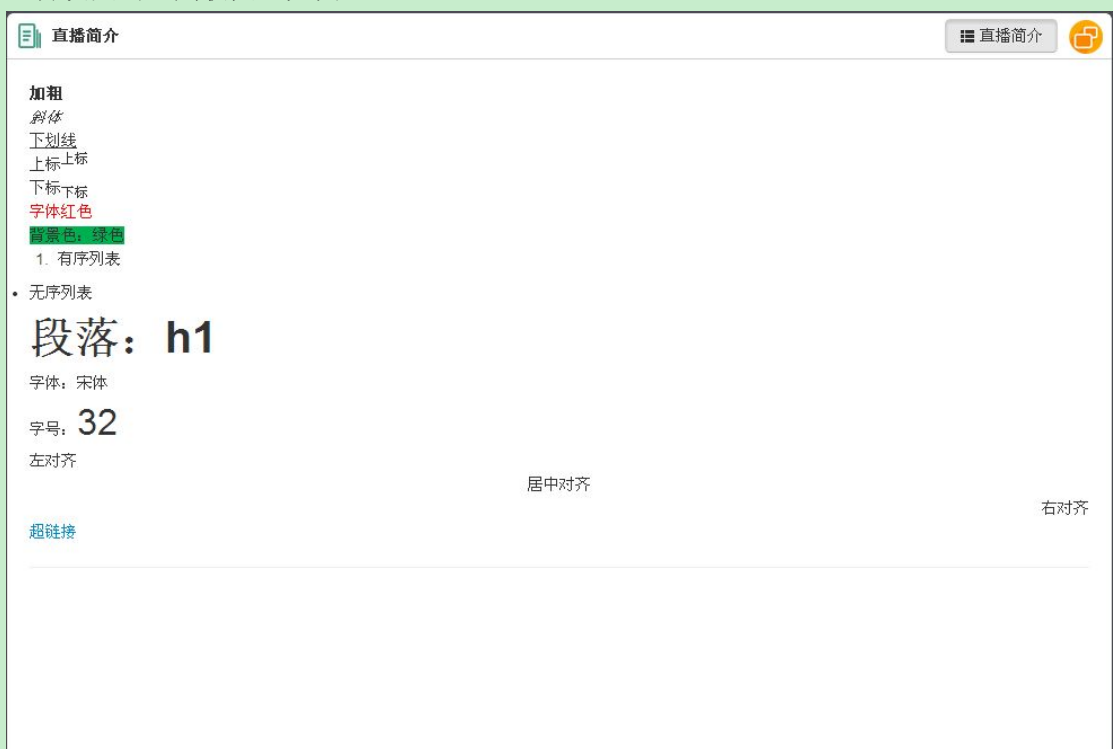 直播简介
直播简介
加粗
斜体
下划线
上标上标
下标下标
字体红色
背景色：绿色
1. 有序列表
• 无序列表
段落：h1
字体：宋体
字号：32
左对齐
居中对齐
右对齐
超链接